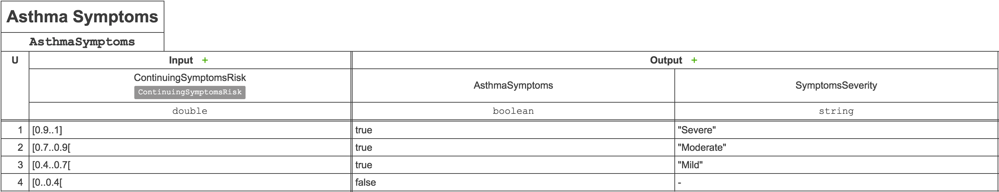 Asthma Symptoms
AsthmaSymptoms
U Input + Output +
ContinuingSymptomsRisk
ContinuingSymptomsRisk
AsthmaSymptoms SymptomsSeverity
double boolean string
1 [0.9..1] true "Severe"
2 [0.7..0.9[ true "Moderate"
3 [0.4..0.7[ true "Mild"
4 [0..0.4[ false -